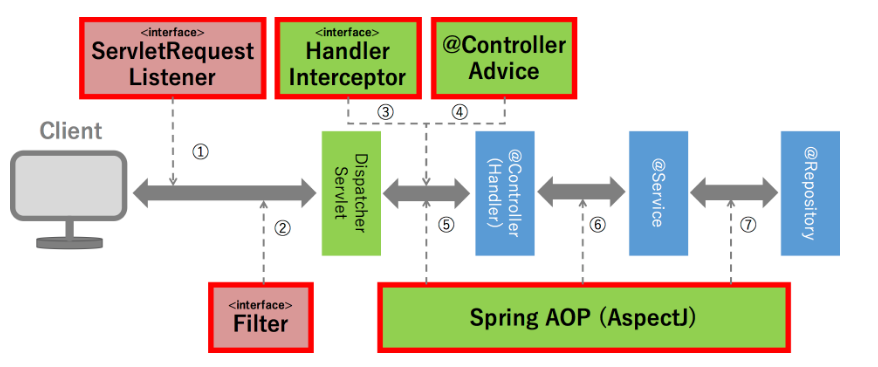 <interface>
ServletRequest
Listener
<interface>
Handler
Interceptor
@Controller
Advice
③
④
Client
①
Dispatcher
Servlet
@Controller
(Handler)
@Service
@Repository
②
⑤
⑥
⑦
<interface>
Filter
Spring AOP (AspectJ)